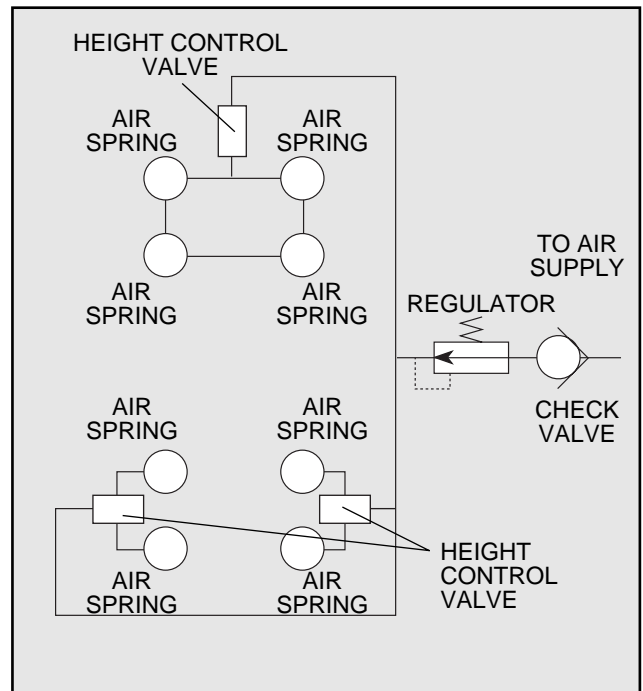 HEIGHT CONTROL
VALVE
AIR
SPRING
AIR
SPRING
AIR
SPRING
AIR
SPRING
TO AIR
SUPPLY
REGULATOR
CHECK
VALVE
AIR
SPRING
AIR
SPRING
AIR
SPRING
AIR
SPRING
HEIGHT
CONTROL
VALVE